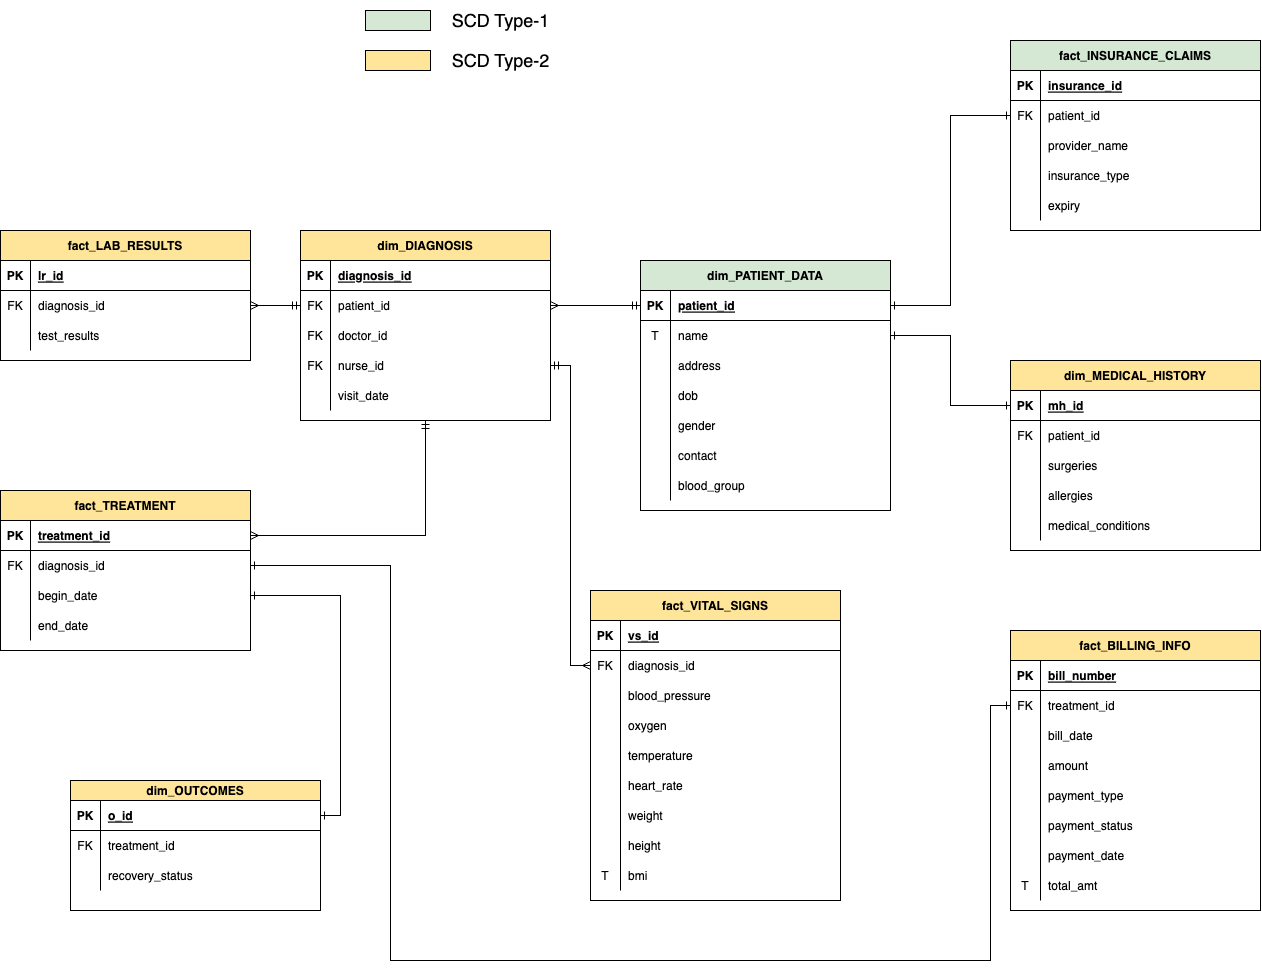 SCD Type-1
SCD Type-2
fact_INSURANCE_CLAIMS
PK insurance_id
FK patient_id
provider_name
insurance_type
expiry
fact_LAB_RESULTS
PK lr_id
FK diagnosis_id
test_results
dim_DIAGNOSIS
PK diagnosis_id
FK patient_id
FK doctor_id
FK nurse_id
visit_date
dim_PATIENT_DATA
PK patient_id
T name
address
dob
gender
contact
blood_group
dim_MEDICAL_HISTORY
PK mh_id
FK patient_id
surgeries
allergies
medical_conditions
fact_TREATMENT
PK treatment_id
FK diagnosis_id
begin_date
end_date
fact_VITAL_SIGNS
PK vs_id
FK diagnosis_id
blood_pressure
oxygen
temperature
heart_rate
weight
height
T bmi
fact_BILLING_INFO
PK bill_number
FK treatment_id
bill_date
amount
payment_type
payment_status
payment_date
T total_amt
dim_OUTCOMES
PK o_id
FK treatment_id
recovery_status